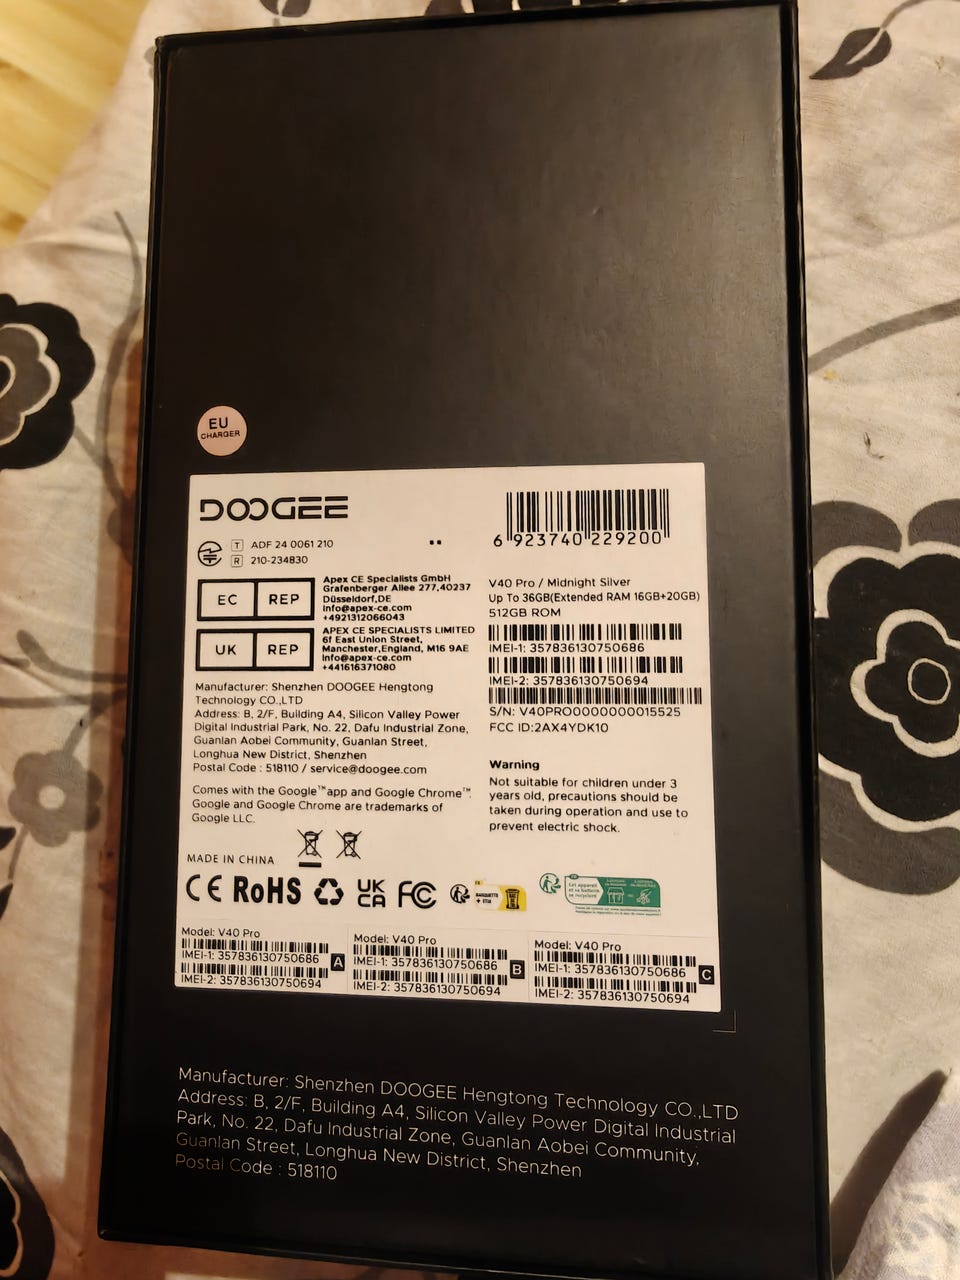 EU
CHARGER
DOOGEE
T ADF 24 0061 210
R 210-234830
EC REP
Apex CE Specialists GmbH
Grafenberger Allee 277,40237
Düsseldorf,DE
Info@apex-ce.com
+4921312066043
UK REP
APEX CE SPECIALISTS LIMITED
6f East Union Street,
Manchester,England, M16 9AE
Info@apex-ce.com
+441616371080
Manufacturer: Shenzhen DOOGEE Hengtong
Technology CO.,LTD
Address: B, 2/F, Building A4, Silicon Valley Power
Digital Industrial Park, No. 22, Dafu Industrial Zone,
Guanlan Aobei Community, Guanlan Street,
Longhua New District, Shenzhen
Postal Code : 518110 / service@doogee.com
Comes with the Google™app and Google Chrome™.
Google and Google Chrome are trademarks of
Google LLC.
6 923740 229200
V40 Pro / Midnight Silver
Up To 36GB(Extended RAM 16GB+20GB)
512GB ROM
IMEI-1: 357836130750686
IMEI-2: 357836130750694
S/N: V40PRO0000000015525
FCC ID:2AX4YDK10
Warning
Not suitable for children under 3
years old, precautions should be
taken during operation and use to
prevent electric shock.
MADE IN CHINA
CE RoHS UK CA FC
FR
BARQUETTE
+ ÉTUI
FR
Cet appareil
et sa batterie
se recyclent
Model: V40 Pro
IMEI-1: 357836130750686
IMEI-2: 357836130750694
A
Model: V40 Pro
IMEI-1: 357836130750686
IMEI-2: 357836130750694
B
Model: V40 Pro
IMEI-1: 357836130750686
IMEI-2: 357836130750694
C
Manufacturer: Shenzhen DOOGEE Hengtong Technology CO.,LTD
Address: B, 2/F, Building A4, Silicon Valley Power Digital Industrial
Park, No. 22, Dafu Industrial Zone, Guanlan Aobei Community,
Guanlan Street, Longhua New District, Shenzhen
Postal Code : 518110